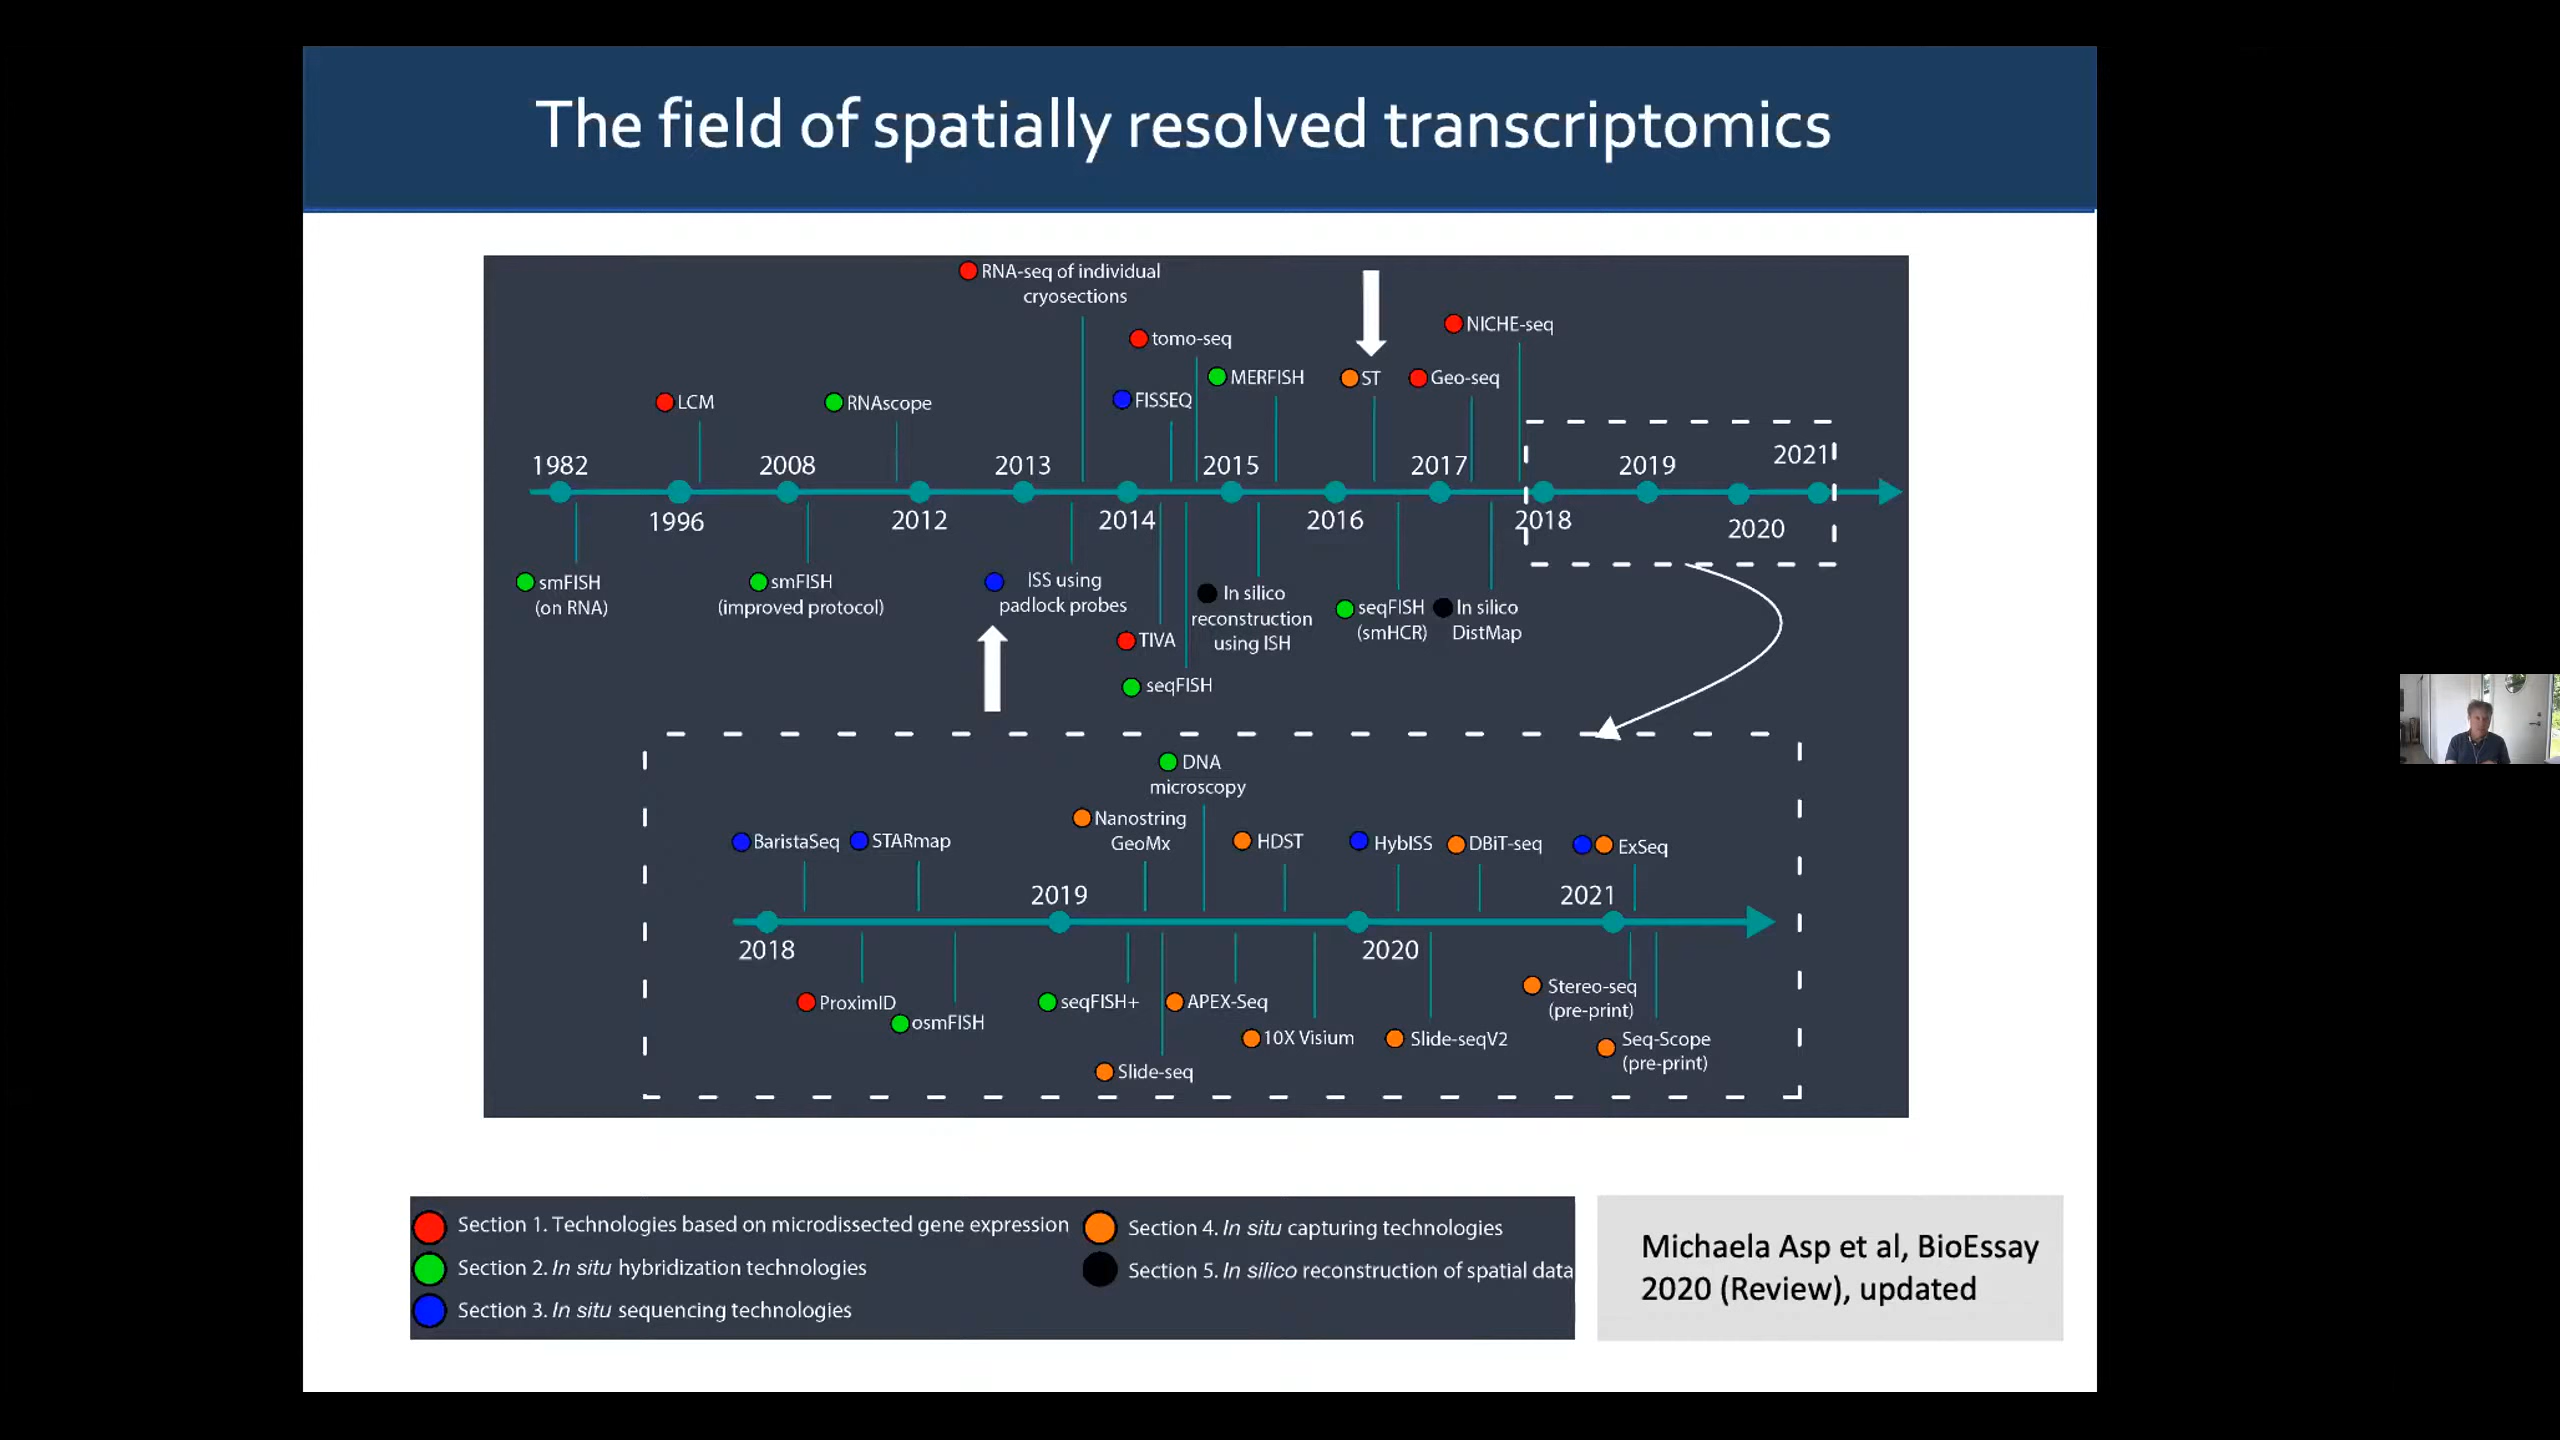 The field of spatially resolved transcriptomics
RNA-seq of individual
cryosections
tomo-seq
NICHE-seq
MERFISH
ST
Geo-seq
FISSEQ
LCM
RNAscope
1982
2008
2013
2015
2017
2019
2021
1996
2012
2014
2016
2018
2020
smFISH
(on RNA)
smFISH
(improved protocol)
ISS using
padlock probes
TIVA
seqFISH
In silico
reconstruction
using ISH
seqFISH
(smHCR)
In silico
DistMap
DNA
microscopy
Nanostring
GeoMx
BaristaSeq
STARmap
HDST
HybISS
DBiT-seq
ExSeq
2019
2021
2018
2020
ProximID
osmFISH
seqFISH+
APEX-Seq
10X Visium
Slide-seqV2
Stereo-seq
(pre-print)
Seq-Scope
(pre-print)
Slide-seq
Section 1. Technologies based on microdissected gene expression
Section 2. In situ hybridization technologies
Section 3. In situ sequencing technologies
Section 4. In situ capturing technologies
Section 5. In silico reconstruction of spatial data
Michaela Asp et al, BioEssay
2020 (Review), updated